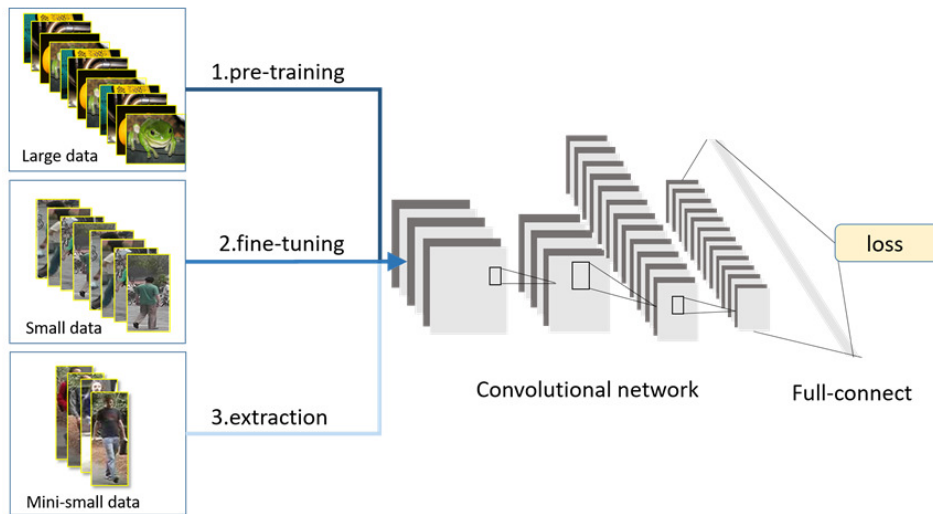 Large data
1.pre-training
Small data
2.fine-tuning
Mini-small data
3.extraction
Convolutional network
Full-connect
loss